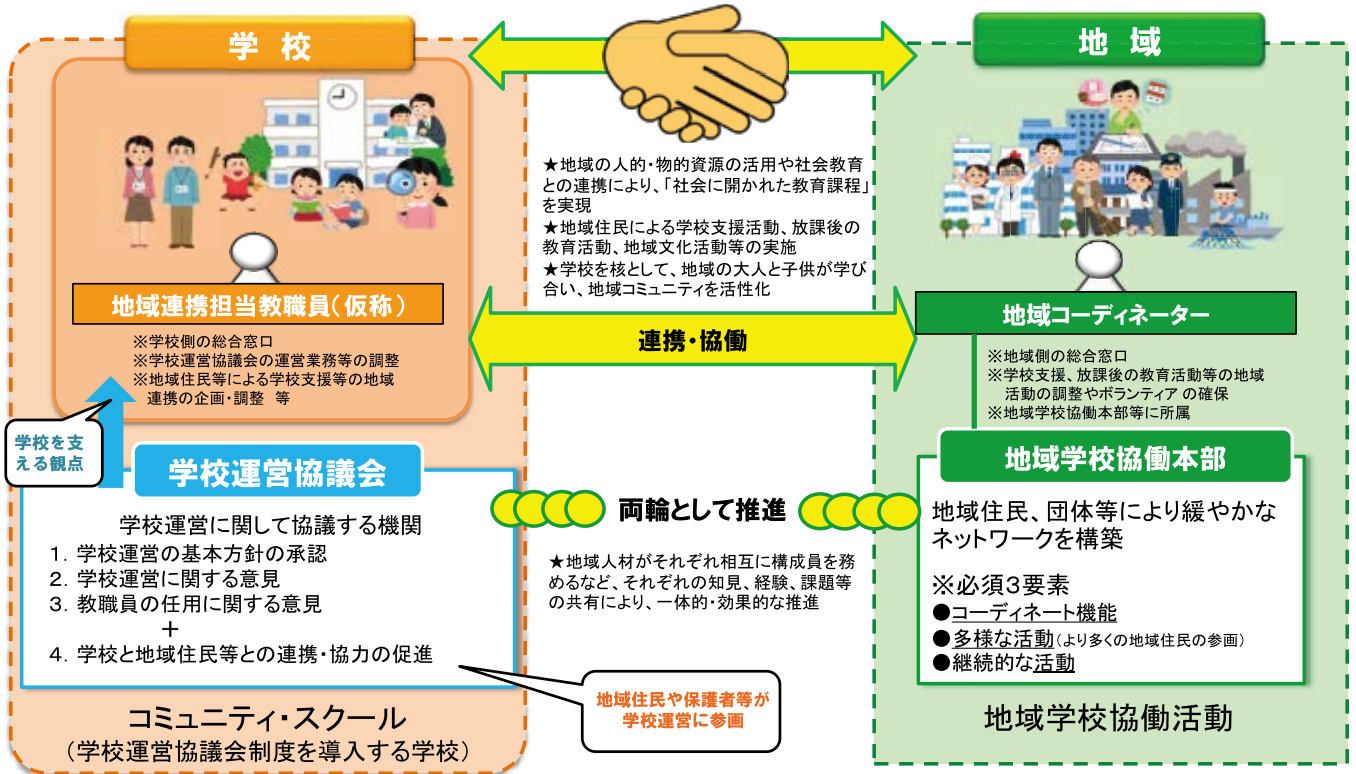 学校
地域
★地域の人的・物的資源の活用や社会教育
との連携により、「社会に開かれた教育課程」
を実現
★地域住民による学校支援活動、放課後の
教育活動、地域文化活動等の実施
★学校を核として、地域の大人と子供が学び
合い、地域コミュニティを活性化
地域連携担当教職員（仮称）
※学校側の総合窓口
※学校運営協議会の運営業務等の調整
※地域住民等による学校支援等の地域
連携の企画・調整 等
連携・協働
地域コーディネーター
※地域側の総合窓口
※学校支援、放課後の教育活動等の地域
活動の調整やボランティア の確保
※地域学校協働本部等に所属
学校を支
える観点
学校運営協議会
学校運営に関して協議する機関
1．学校運営の基本方針の承認
2．学校運営に関する意見
3．教職員の任用に関する意見
＋
4．学校と地域住民等との連携・協力の促進
両輪として推進
★地域人材がそれぞれ相互に構成員を務
めるなど、それぞれの知見、経験、課題等
の共有により、一体的・効果的な推進
地域学校協働本部
地域住民、団体等により緩やかな
ネットワークを構築
※必須３要素
●コーディネート機能
●多様な活動（より多くの地域住民の参画）
●継続的な活動
地域住民や保護者等が
学校運営に参画
コミュニティ・スクール
（学校運営協議会制度を導入する学校）
地域学校協働活動